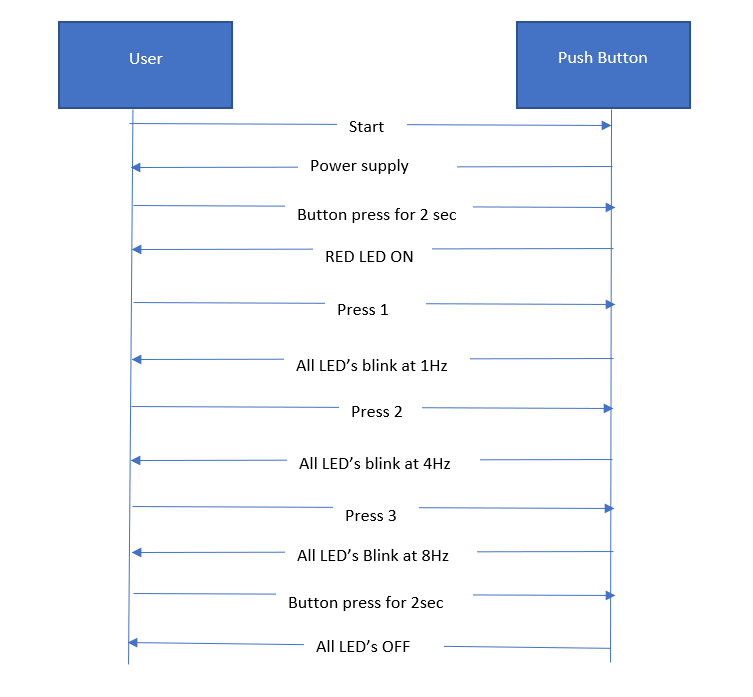 User
Push Button
Start
Power supply
Button press for 2 sec
RED LED ON
Press 1
All LED’s blink at 1Hz
Press 2
All LED’s blink at 4Hz
Press 3
All LED’s Blink at 8Hz
Button press for 2sec
All LED’s OFF